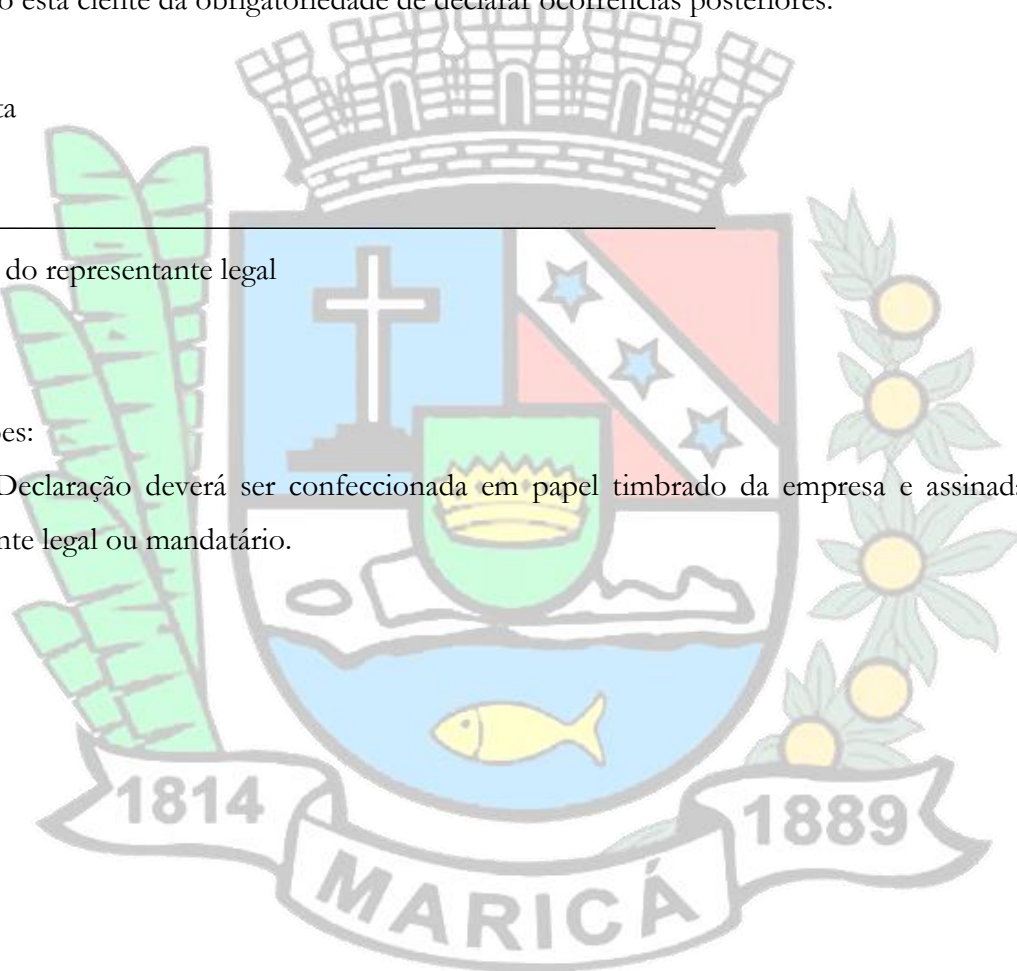 o está ciente da obrigatoriedade de declarar ocorrências posteriores.
ta
do representante legal
es:
Declaração deverá ser confeccionada em papel timbrado da empresa e assinada
nte legal ou mandatário.
1814
1889
MARICÁ